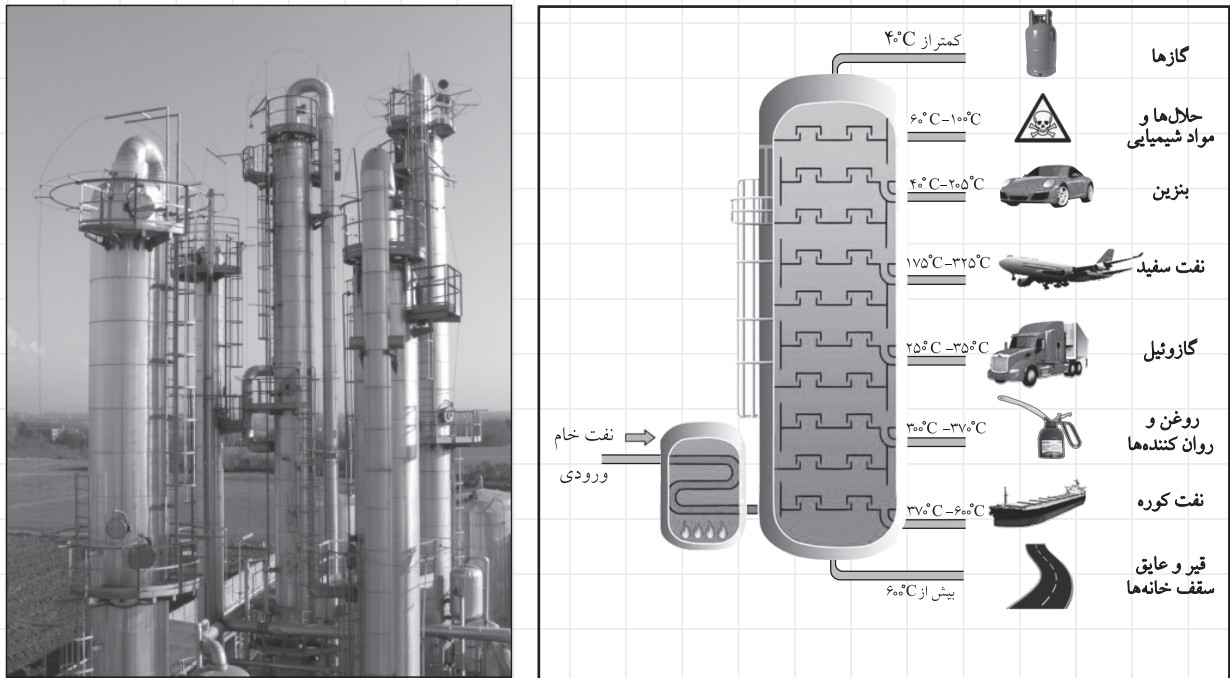 کمتر از ۴۰°C
گازها
۶۰°C-۱۰۰°C
حلال‌ها و
مواد شیمیایی
۴۰°C-۲۰۵°C
بنزین
۱۷۵°C-۳۲۵°C
نفت سفید
۲۵۰°C-۳۵۰°C
گازوئیل
۳۰۰°C-۳۷۰°C
روغن و
روان کننده‌ها
نفت خام
ورودی
۳۷۰°C-۶۰۰°C
نفت کوره
بیش از ۶۰۰°C
قیر و عایق
سقف خانه‌ها